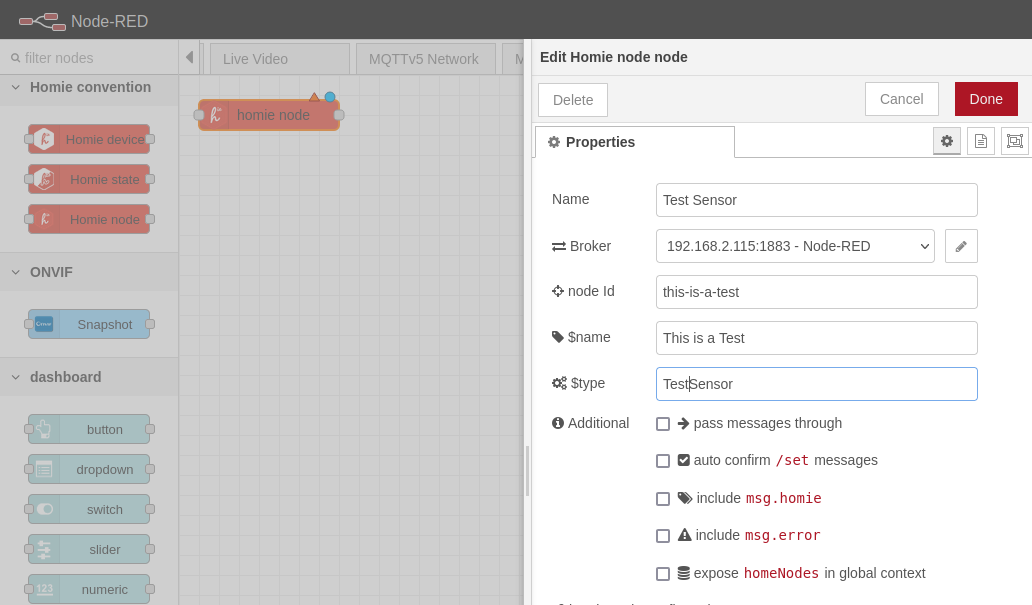 Node-RED
filter nodes
Homie convention
Homie device
Homie state
Homie node
ONVIF
Snapshot
dashboard
button
dropdown
switch
slider
123 numeric
Live Video
MQTTv5 Network
M
homie node
Edit Homie node node
Delete
Cancel
Done
Properties
Name
Test Sensor
Broker
192.168.2.115:1883 - Node-RED
node Id
this-is-a-test
$name
This is a Test
$type
TestSensor
Additional
pass messages through
auto confirm /set messages
include msg.homie
include msg.error
expose homeNodes in global context